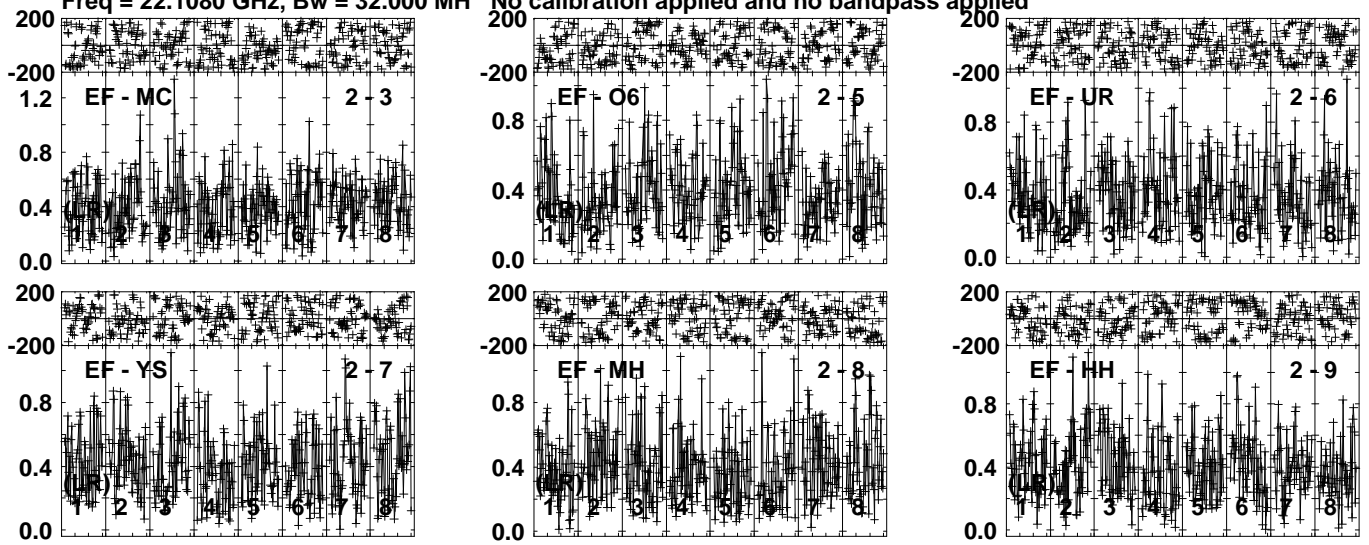 Freq = 22.1080 GHz, Bw = 32.000 MH No calibration applied and no bandpass applied
200
-200
EF - MC 2 - 3
1.2
0.8
0.4
0.0
(LR)
1 2 3 4 5 6 7 8
200
-200
EF - O6 2 - 5
0.8
0.4
0.0
(LR)
1 2 3 4 5 6 7 8
200
-200
EF - UR 2 - 6
0.8
0.4
0.0
(LR)
1 2 3 4 5 6 7 8
200
-200
EF - YS 2 - 7
0.8
0.4
0.0
(LR)
1 2 3 4 5 6 7 8
200
-200
EF - MH 2 - 8
0.8
0.4
0.0
(LR)
1 2 3 4 5 6 7 8
200
-200
EF - HH 2 - 9
0.8
0.4
0.0
(LR)
1 2 3 4 5 6 7 8